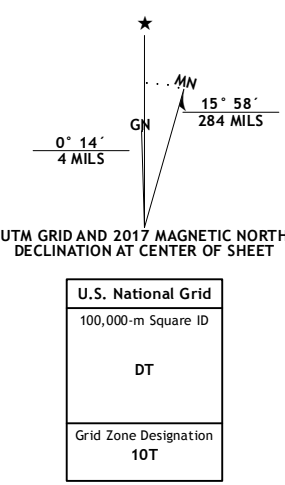 ★
MN
GN
15° 58´
284 MILS
0° 14´
4 MILS
UTM GRID AND 2017 MAGNETIC NORTH
DECLINATION AT CENTER OF SHEET
U.S. National Grid
100,000-m Square ID
DT
Grid Zone Designation
10T